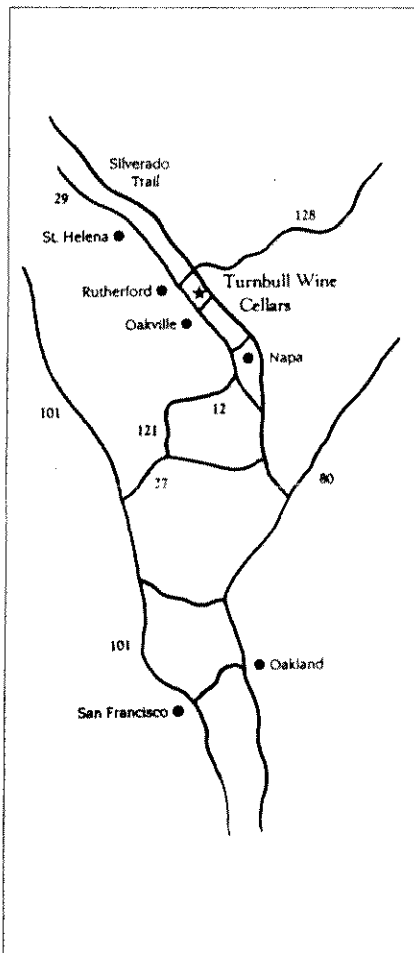 Silverado
Trail
29
128
St. Helena
Turnbull Wine
Cellars
Rutherford
Oakville
Napa
101
12
121
37
80
101
Oakland
San Francisco